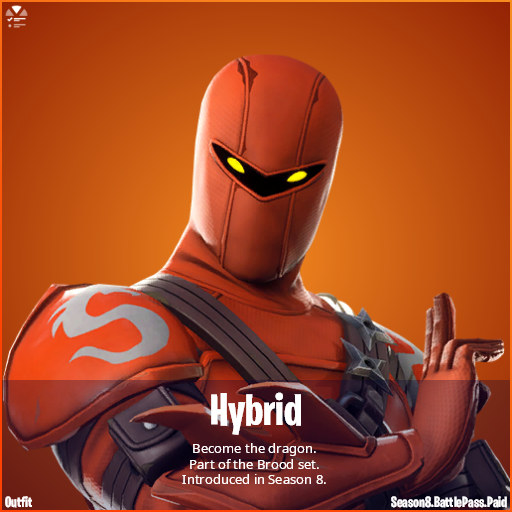 Hybrid
Become the dragon.
Part of the Brood set.
Introduced in Season 8.
Outfit
Season8.BattlePass.Paid